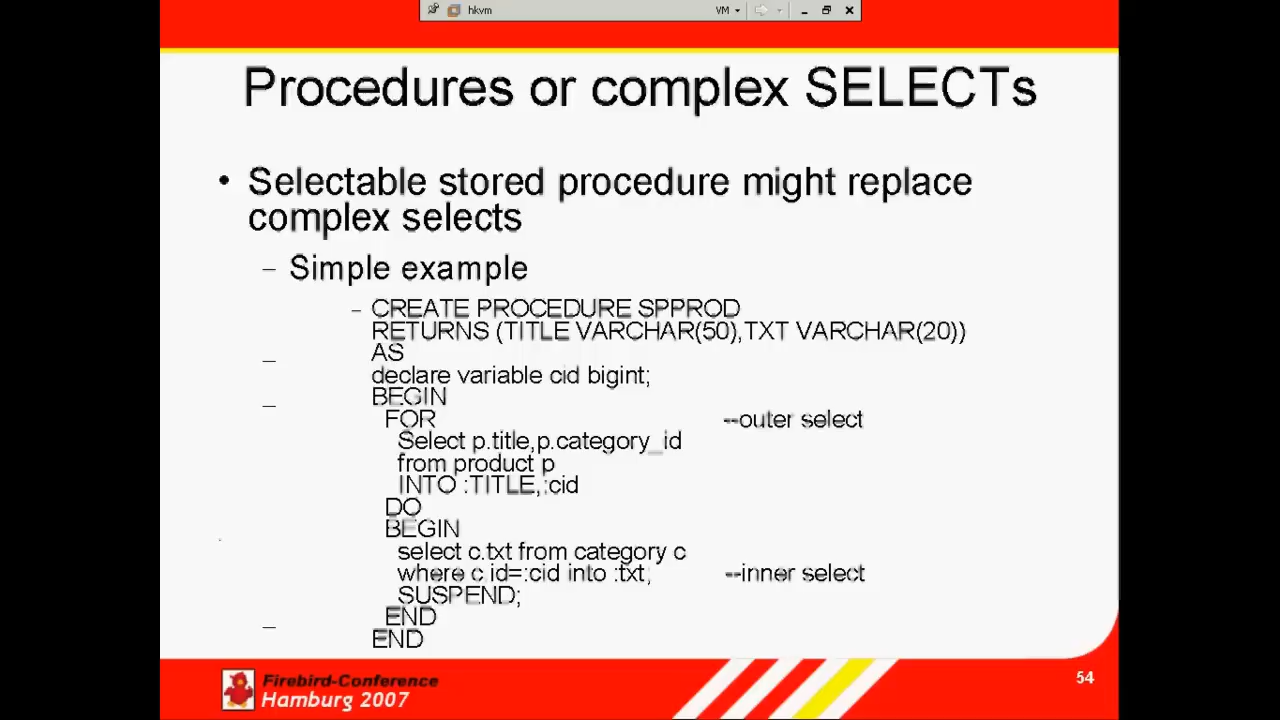 hkvm VM
Procedures or complex SELECTs
• Selectable stored procedure might replace
complex selects
– Simple example
– CREATE PROCEDURE SPPROD
RETURNS (TITLE VARCHAR(50),TXT VARCHAR(20))
AS
declare variable cid bigint;
BEGIN
FOR --outer select
Select p.title,p.category_id
from product p
INTO :TITLE,:cid
DO
BEGIN
select c.txt from category c
where c.id=:cid into :txt; --inner select
SUSPEND;
END
END
Firebird-Conference
Hamburg 2007
54